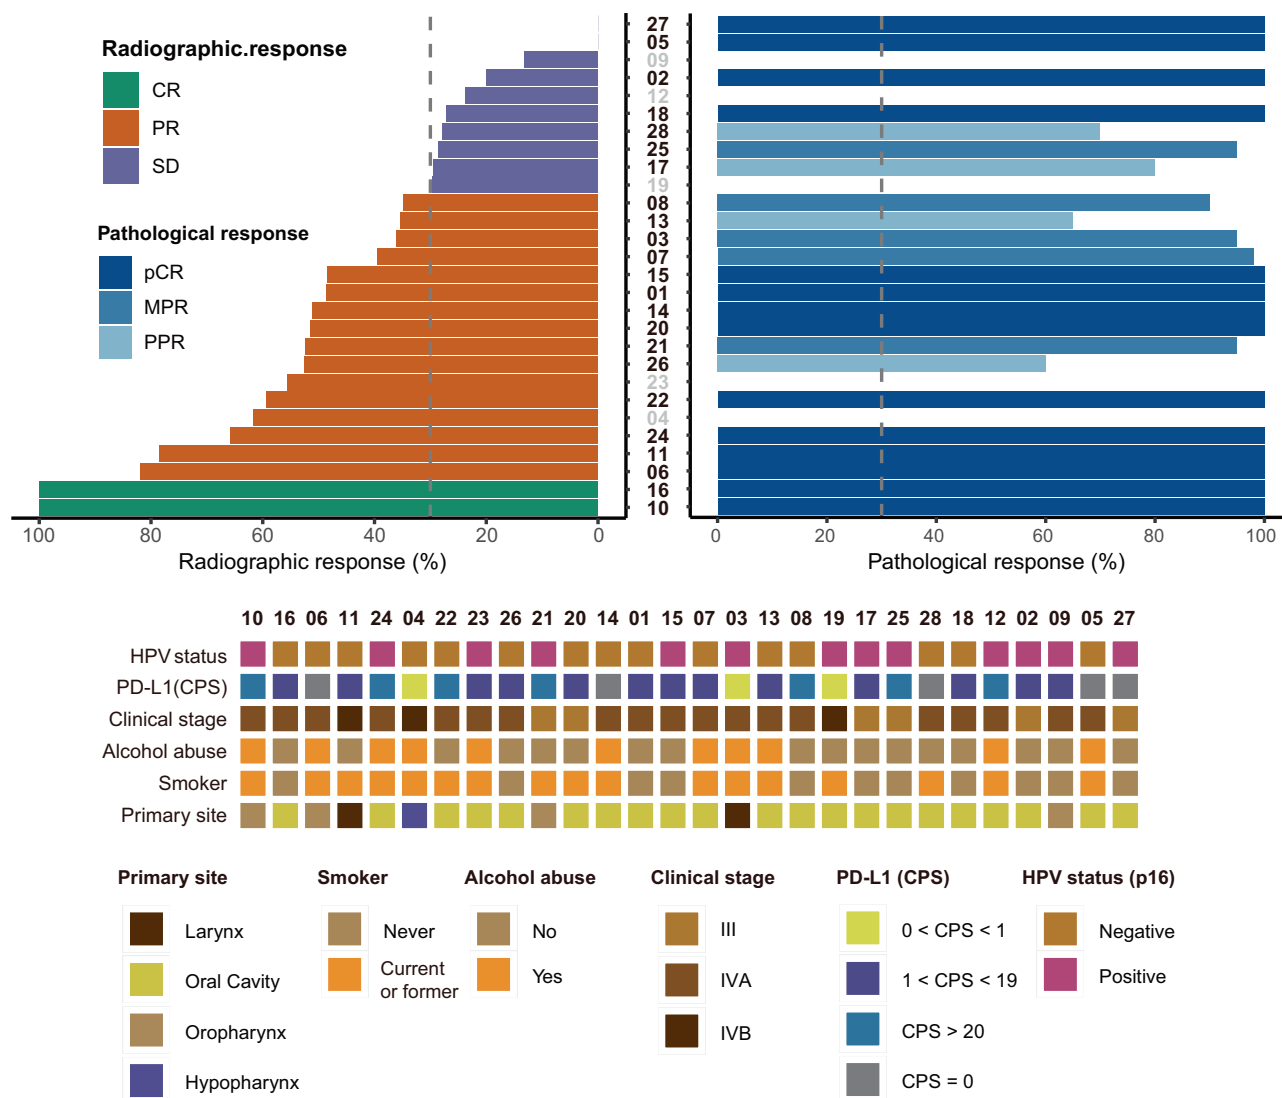 Radiographic.response
CR
PR
SD
Pathological response
pCR
MPR
PPR
27
05
09
02
12
18
28
25
17
19
08
13
03
07
15
01
14
20
21
26
23
22
04
24
11
06
16
10
100 80 60 40 20 0
Radiographic response (%)
0 20 40 60 80 100
Pathological response (%)
10 16 06 11 24 04 22 23 26 21 20 14 01 15 07 03 13 08 19 17 25 28 18 12 02 09 05 27
HPV status
PD-L1(CPS)
Clinical stage
Alcohol abuse
Smoker
Primary site
Primary site
Larynx
Oral Cavity
Oropharynx
Hypopharynx
Smoker
Never
Current
or former
Alcohol abuse
No
Yes
Clinical stage
III
IVA
IVB
PD-L1 (CPS)
0 < CPS < 1
1 < CPS < 19
CPS > 20
CPS = 0
HPV status (p16)
Negative
Positive